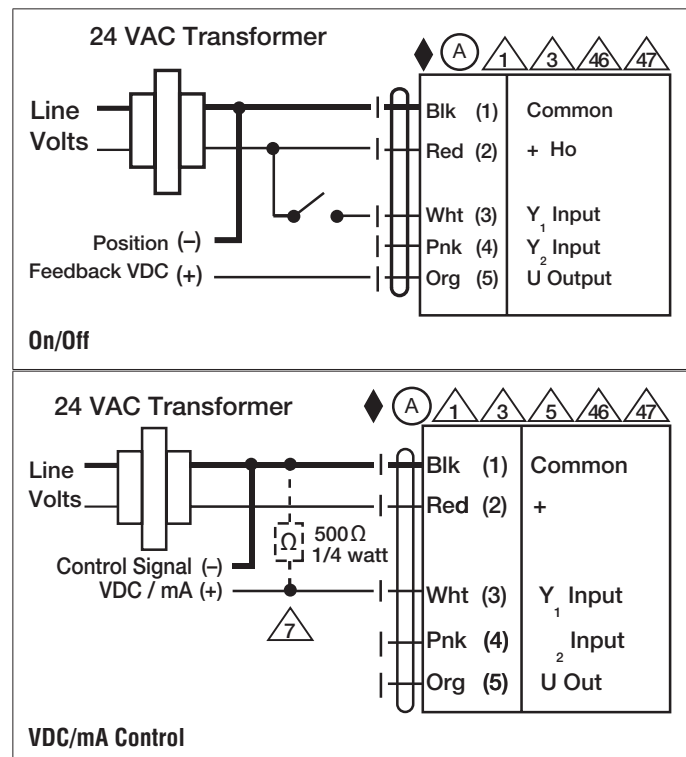 24 VAC Transformer
A 1 3 46 47
Line Volts
Blk (1) Common
Red (2) + Ho
Wht (3) Y1 Input
Position (–)
Pnk (4) Y2 Input
Feedback VDC (+)
Org (5) U Output
On/Off
24 VAC Transformer
A 1 3 5 46 47
Line Volts
Blk (1) Common
Red (2) +
Ω 500Ω
1/4 watt
Control Signal (–)
VDC / mA (+)
Wht (3) Y1 Input
7
Pnk (4) 2 Input
Org (5) U Out
VDC/mA Control